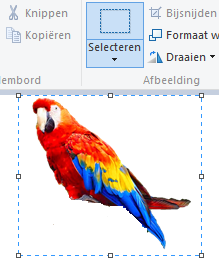 Knippen
Kopiëren
Selecteren
Bijsnijden
Formaat w
Draaien
embord
Afbeelding